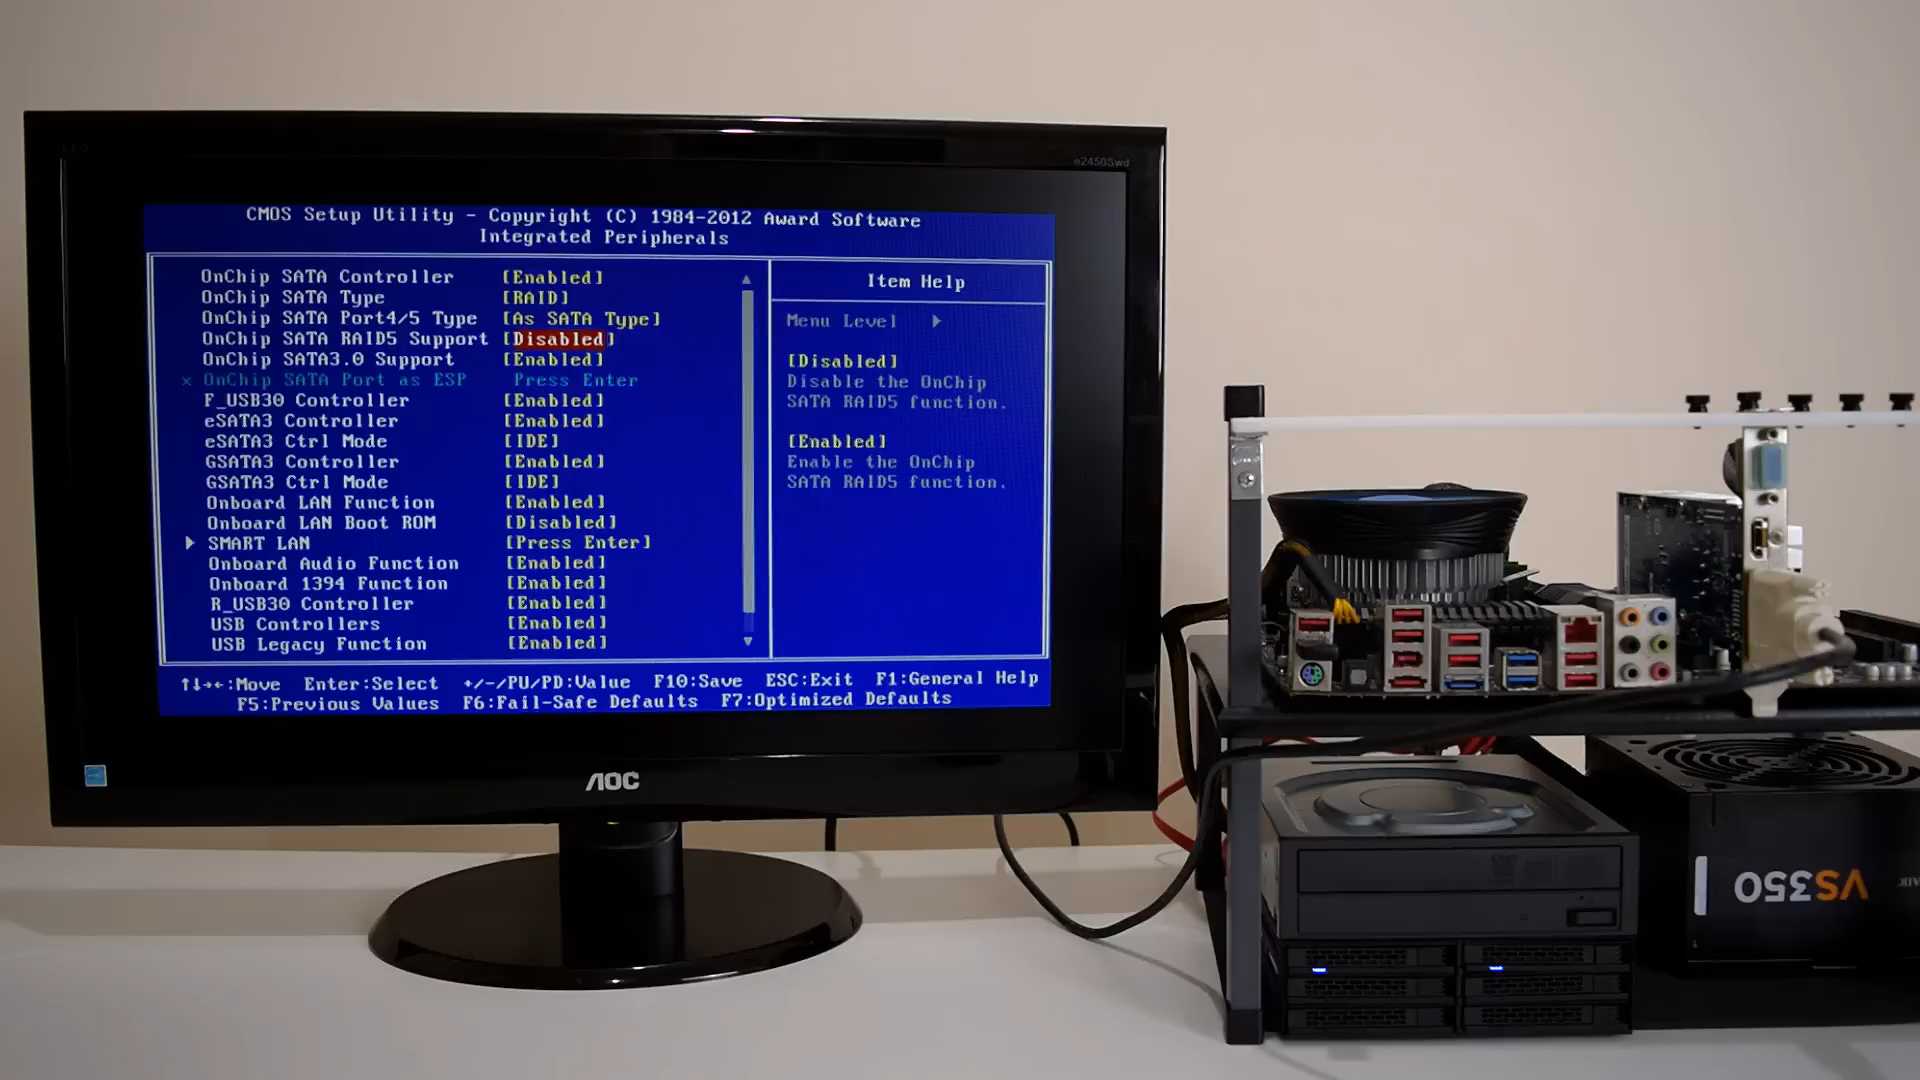 e2450Swd
CMOS Setup Utility - Copyright (C) 1984-2012 Award Software
Integrated Peripherals
OnChip SATA Controller [Enabled]
OnChip SATA Type [RAID]
OnChip SATA Port4/5 Type [As SATA Type]
OnChip SATA RAID5 Support [Disabled]
OnChip SATA3.0 Support [Enabled]
x OnChip SATA Port as ESP Press Enter
F_USB30 Controller [Enabled]
eSATA3 Controller [Enabled]
eSATA3 Ctrl Mode [IDE]
GSATA3 Controller [Enabled]
GSATA3 Ctrl Mode [IDE]
Onboard LAN Function [Enabled]
Onboard LAN Boot ROM [Disabled]
SMART LAN [Press Enter]
Onboard Audio Function [Enabled]
Onboard 1394 Function [Enabled]
R_USB30 Controller [Enabled]
USB Controllers [Enabled]
USB Legacy Function [Enabled]
Item Help
Menu Level
[Disabled]
Disable the OnChip
SATA RAID5 function.
[Enabled]
Enable the OnChip
SATA RAID5 function.
↑↓→←:Move Enter:Select +/-/PU/PD:Value F10:Save ESC:Exit F1:General Help
F5:Previous Values F6:Fail-Safe Defaults F7:Optimized Defaults
AOC
VS350